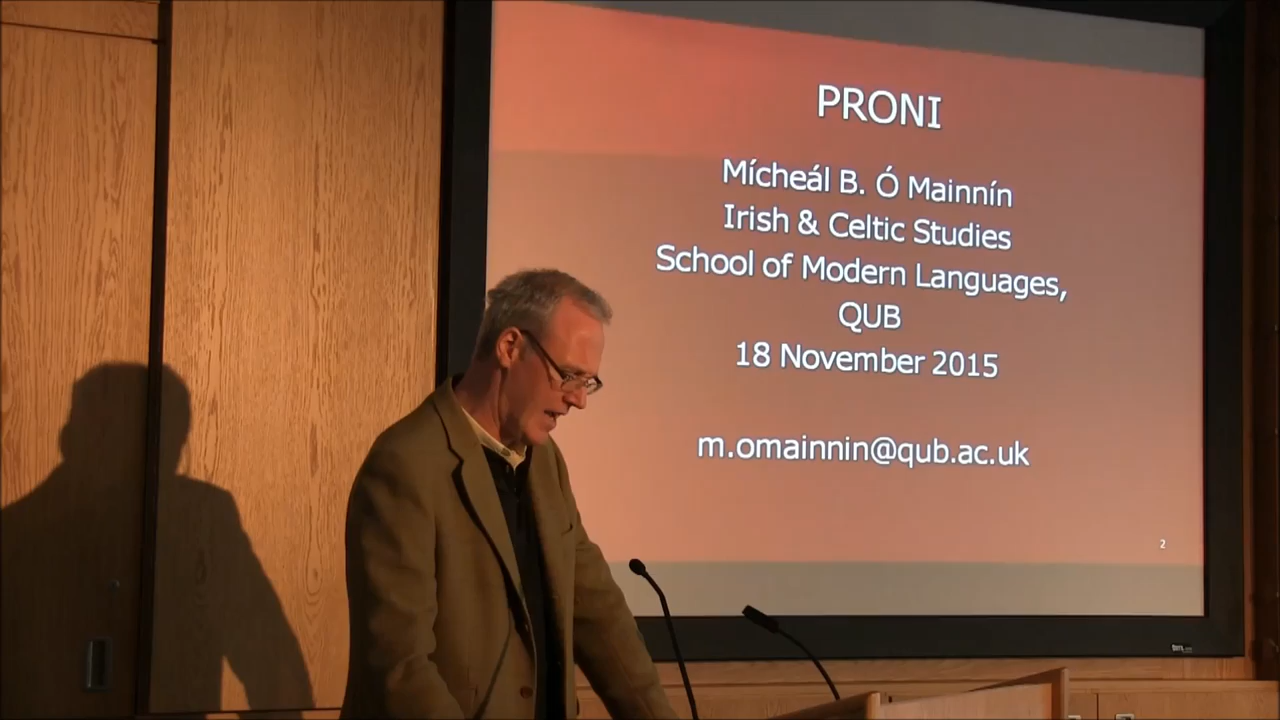 PRONI
Mícheál B. Ó Mainnín
Irish & Celtic Studies
School of Modern Languages,
QUB
18 November 2015
m.omainnin@qub.ac.uk
2